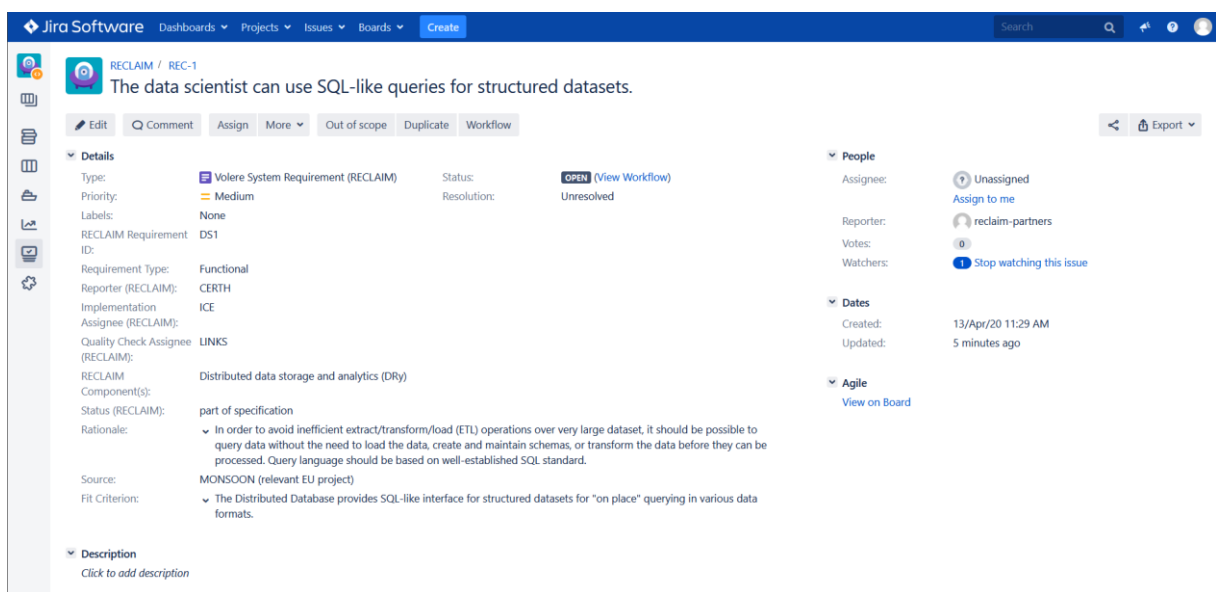 Jira Software Dashboards Projects Issues Boards Create Search
RECLAIM / REC-1
The data scientist can use SQL-like queries for structured datasets.
Edit Comment Assign More Out of scope Duplicate Workflow Export
Details
Type: Volere System Requirement (RECLAIM) Status: OPEN (View Workflow)
Priority: Medium Resolution: Unresolved
Labels: None
RECLAIM Requirement DS1
ID:
Requirement Type: Functional
Reporter (RECLAIM): CERTH
Implementation ICE
Assignee (RECLAIM):
Quality Check Assignee LINKS
(RECLAIM):
RECLAIM Distributed data storage and analytics (DRy)
Component(s):
Status (RECLAIM): part of specification
Rationale: In order to avoid inefficient extract/transform/load (ETL) operations over very large dataset, it should be possible to
query data without the need to load the data, create and maintain schemas, or transform the data before they can be
processed. Query language should be based on well-established SQL standard.
Source: MONSOON (relevant EU project)
Fit Criterion: The Distributed Database provides SQL-like interface for structured datasets for "on place" querying in various data
formats.
Description
Click to add description
People
Assignee: Unassigned
Assign to me
Reporter: reclaim-partners
Votes: 0
Watchers: 1 Stop watching this issue
Dates
Created: 13/Apr/20 11:29 AM
Updated: 5 minutes ago
Agile
View on Board